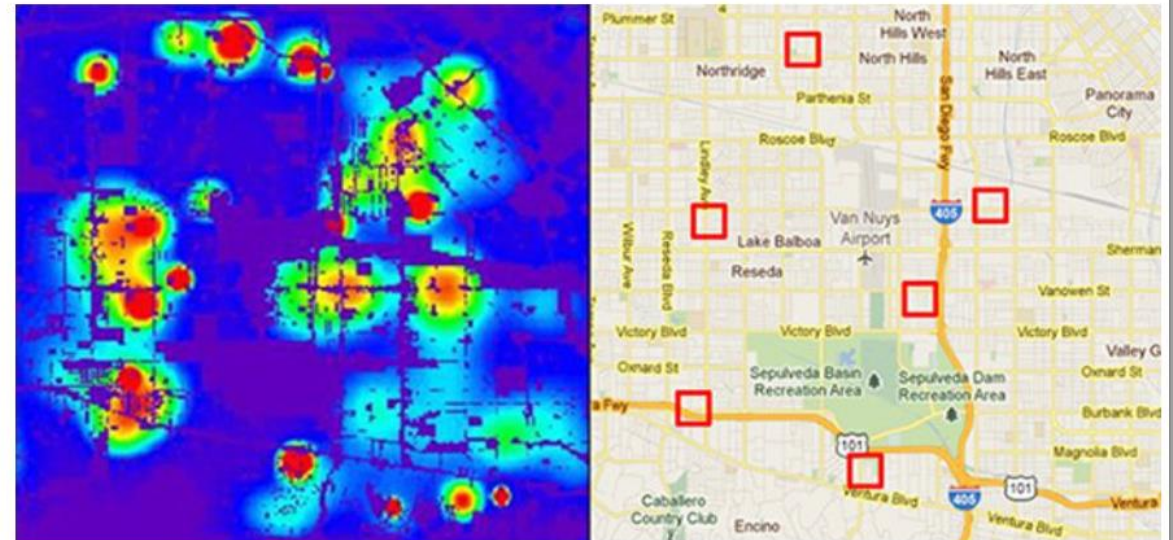 Plummer St
4
North
Hills West
North Hills
North
Hills East
Northridge
Parthenia St
Panorama
City
San Diego Fwy
Roscoe Blvd
Roscoe Blvd
Lindley Av
405
Van Nuys
Airport
Lake Balboa
Reseda
Wilbur Ave
Reseda Blvd
Sherman
Vanowen St
Victory Blvd
Victory Blvd
Victory Blvd
Valley G
Oxnard St
Oxnard St
Sepulveda Basin
Recreation Area
Sepulveda Dam
Recreation Area
a Fwy
Burbank Blvd
101
Magnolia Blvd
Ventura Blvd
405
101
Ventura
Caballero
Country Club
Encino
Ventura Blvd